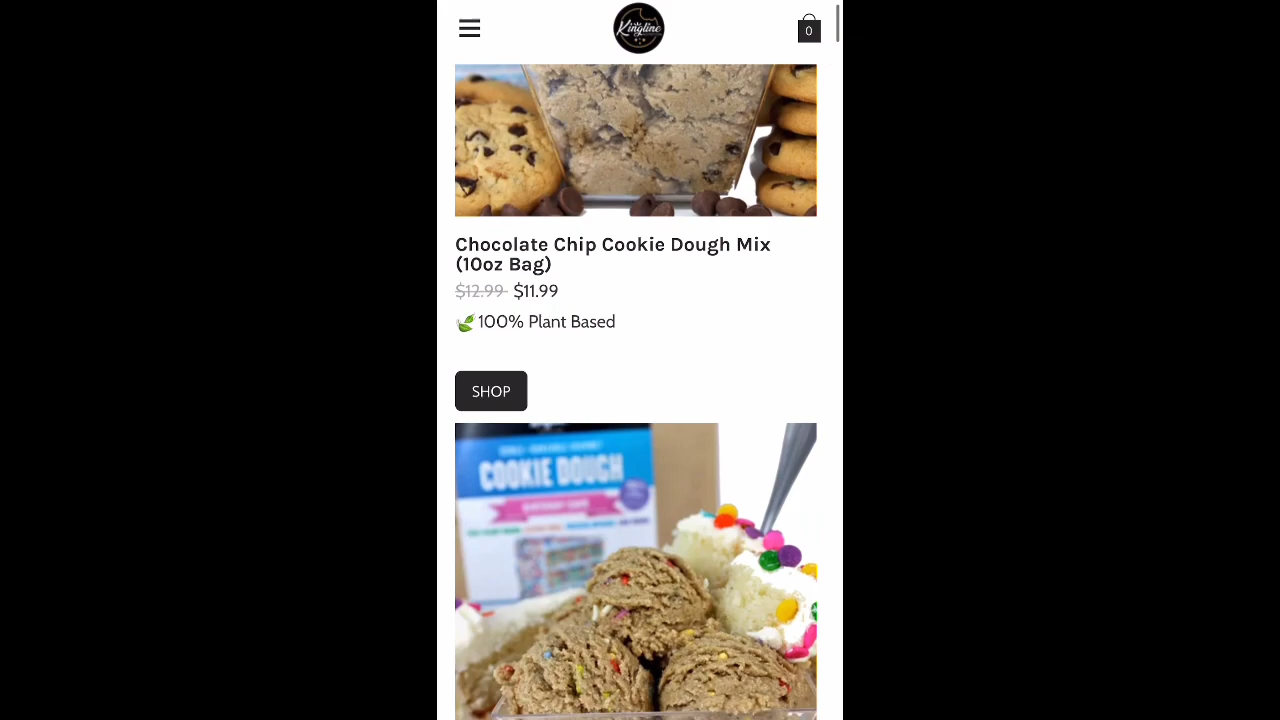 Kingline
0
Chocolate Chip Cookie Dough Mix
(10oz Bag)
$12.99 $11.99
100% Plant Based
SHOP
COOKIE DOUGH